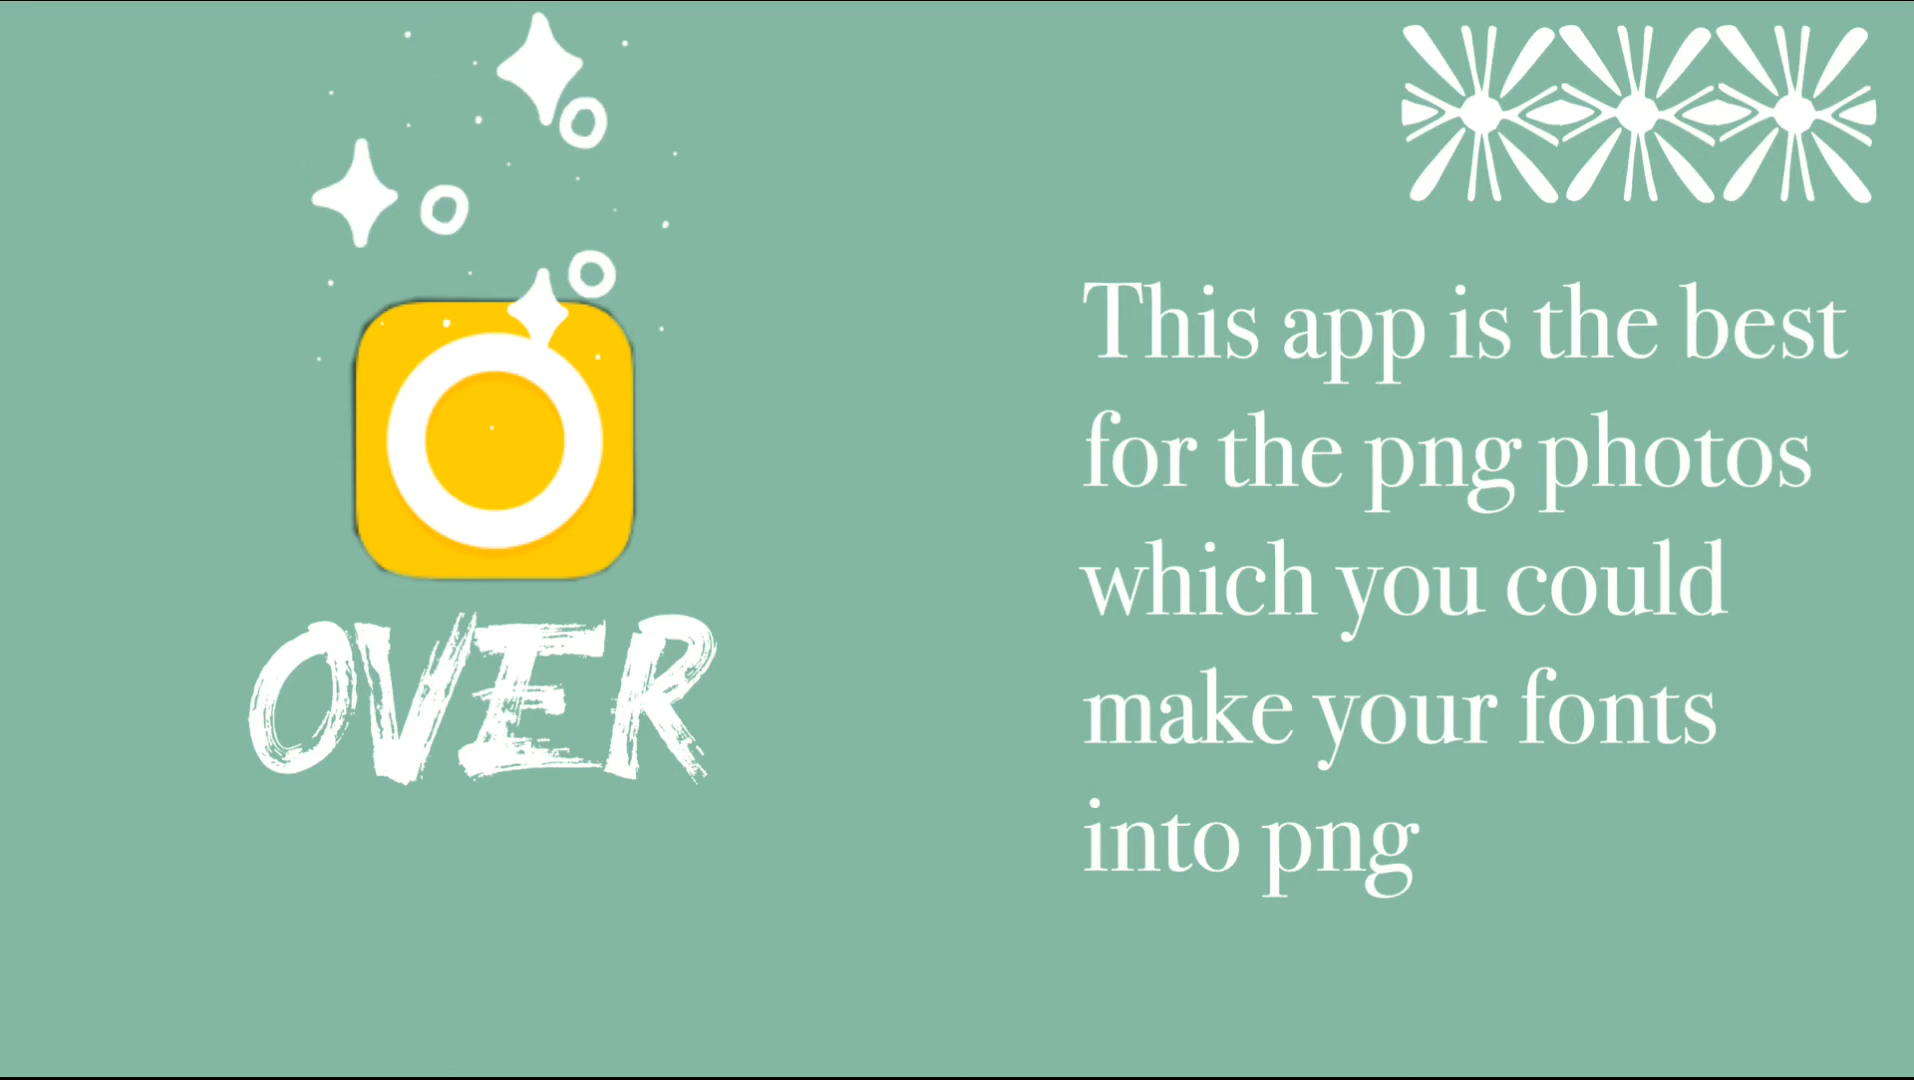 OVER
This app is the best
for the png photos
which you could
make your fonts
into png